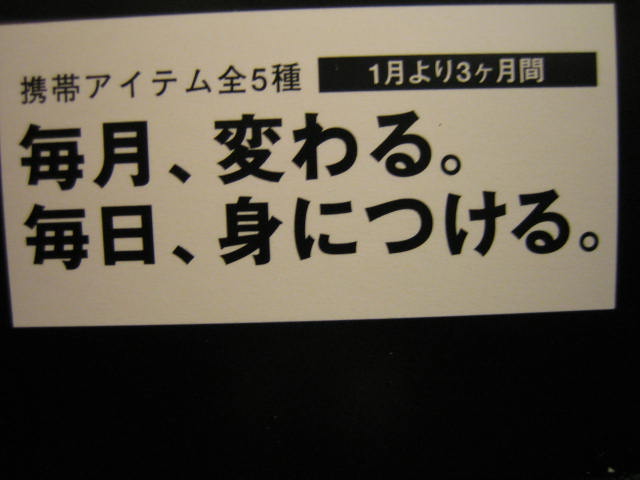 携帯アイテム全5種 1月より3ヶ月間
毎月、変わる。
毎日、身につける。